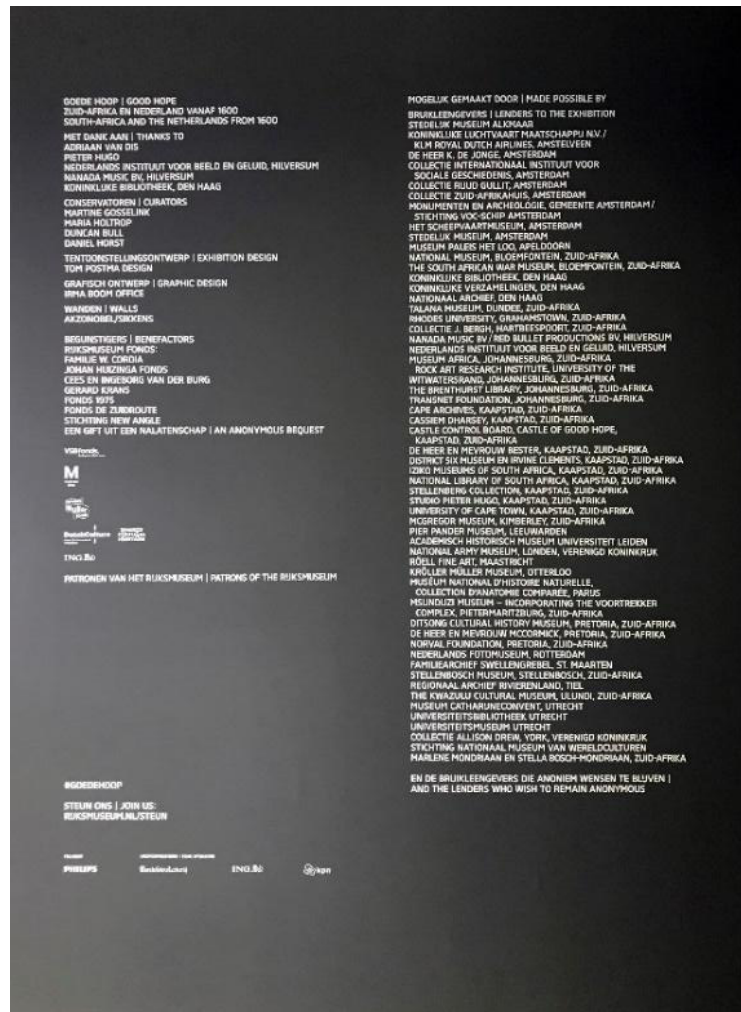 GOEDE HOOP | GOOD HOPE
ZUID-AFRIKA EN NEDERLAND VANAF 1600
SOUTH-AFRICA AND THE NETHERLANDS FROM 1600
MET DANK AAN | THANKS TO
ADRIAAN VAN DIS
PIETER HUGO
NEDERLANDS INSTITUUT VOOR BEELD EN GELUID, HILVERSUM
NANADA MUSIC BV, HILVERSUM
KONINKLIJKE BIBLIOTHEEK, DEN HAAG
CONSERVATOREN | CURATORS
MARTINE GOSSELINK
MARIA HOLTROP
DUNCAN BULL
DANIEL HORST
TENTOONSTELLINGSONTWERP | EXHIBITION DESIGN
TOM POSTMA DESIGN
GRAFISCH ONTWERP | GRAPHIC DESIGN
IRMA BOOM OFFICE
WANDEN | WALLS
AKZONOBEL/SIKKENS
BEGUNSTIGERS | BENEFACTORS
RIJKSMUSEUM FONDS:
FAMILIE W. CORDIA
JOHAN HUIZINGA FONDS
CEES EN INGEBORG VAN DER BURG
GERARD KRANS
FONDS 1975
FONDS DE ZUIDROUTE
STICHTING NEW ANGLE
EEN GIFT UIT EEN NALATENSCHAP | AN ANONYMOUS BEQUEST
VSBfonds
M
DutchCulture
ING
PATRONEN VAN HET RIJKSMUSEUM | PATRONS OF THE RIJKSMUSEUM
#GOEDEHOOP
STEUN ONS | JOIN US:
RIJKSMUSEUM.NL/STEUN
PHILIPS
ING
kpn
MOGELIJK GEMAAKT DOOR | MADE POSSIBLE BY
BRUIKLEENGEVERS | LENDERS TO THE EXHIBITION
STEDELIJK MUSEUM ALKMAAR
KONINKLIJKE LUCHTVAART MAATSCHAPPIJ N.V./
KLM ROYAL DUTCH AIRLINES, AMSTELVEEN
DE HEER K. DE JONGE, AMSTERDAM
COLLECTIE INTERNATIONAAL INSTITUUT VOOR
SOCIALE GESCHIEDENIS, AMSTERDAM
COLLECTIE RUUD GULLIT, AMSTERDAM
COLLECTIE ZUID-AFRIKAHUIS, AMSTERDAM
MONUMENTEN EN ARCHEOLOGIE, GEMEENTE AMSTERDAM/
STICHTING VOC-SCHIP AMSTERDAM
HET SCHEEPVAARTMUSEUM, AMSTERDAM
STEDELIJK MUSEUM, AMSTERDAM
MUSEUM PALEIS HET LOO, APELDOORN
NATIONAL MUSEUM, BLOEMFONTEIN, ZUID-AFRIKA
THE SOUTH AFRICAN WAR MUSEUM, BLOEMFONTEIN, ZUID-AFRIKA
KONINKLIJKE BIBLIOTHEEK, DEN HAAG
KONINKLIJKE VERZAMELINGEN, DEN HAAG
NATIONAAL ARCHIEF, DEN HAAG
TALANA MUSEUM, DUNDEE, ZUID-AFRIKA
RHODES UNIVERSITY, GRAHAMSTOWN, ZUID-AFRIKA
COLLECTIE J. BERGH, HARTBEESPOORT, ZUID-AFRIKA
NANADA MUSIC BV/RED BULLET PRODUCTIONS BV, HILVERSUM
NEDERLANDS INSTITUUT VOOR BEELD EN GELUID, HILVERSUM
MUSEUM AFRICA, JOHANNESBURG, ZUID-AFRIKA
ROCK ART RESEARCH INSTITUTE, UNIVERSITY OF THE
WITWATERSRAND, JOHANNESBURG, ZUID-AFRIKA
THE BRENTHURST LIBRARY, JOHANNESBURG, ZUID-AFRIKA
TRANSNET FOUNDATION, JOHANNESBURG, ZUID-AFRIKA
CAPE ARCHIVES, KAAPSTAD, ZUID-AFRIKA
CASSIEM DHARSEY, KAAPSTAD, ZUID-AFRIKA
CASTLE CONTROL BOARD, CASTLE OF GOOD HOPE,
KAAPSTAD, ZUID-AFRIKA
DE HEER EN MEVROUW BESTER, KAAPSTAD, ZUID-AFRIKA
DISTRICT SIX MUSEUM EN IRVINE CLEMENTS, KAAPSTAD, ZUID-AFRIKA
IZIKO MUSEUMS OF SOUTH AFRICA, KAAPSTAD, ZUID-AFRIKA
NATIONAL LIBRARY OF SOUTH AFRICA, KAAPSTAD, ZUID-AFRIKA
STELLENBERG COLLECTION, KAAPSTAD, ZUID-AFRIKA
STUDIO PIETER HUGO, KAAPSTAD, ZUID-AFRIKA
UNIVERSITY OF CAPE TOWN, KAAPSTAD, ZUID-AFRIKA
MCGREGOR MUSEUM, KIMBERLEY, ZUID-AFRIKA
PIER PANDER MUSEUM, LEEUWARDEN
ACADEMISCH HISTORISCH MUSEUM UNIVERSITEIT LEIDEN
NATIONAL ARMY MUSEUM, LONDEN, VERENIGD KONINKRIJK
RÖELL FINE ART, MAASTRICHT
KRÖLLER MÜLLER MUSEUM, OTTERLOO
MUSÉUM NATIONAL D'HISTOIRE NATURELLE,
COLLECTION D'ANATOMIE COMPARÉE, PARIJS
MSUNDUZI MUSEUM – INCORPORATING THE VOORTREKKER
COMPLEX, PIETERMARITZBURG, ZUID-AFRIKA
DITSONG CULTURAL HISTORY MUSEUM, PRETORIA, ZUID-AFRIKA
DE HEER EN MEVROUW MCCORMICK, PRETORIA, ZUID-AFRIKA
NORVAL FOUNDATION, PRETORIA, ZUID-AFRIKA
NEDERLANDS FOTOMUSEUM, ROTTERDAM
FAMILIEARCHIEF SWELLENGREBEL, ST. MAARTEN
STELLENBOSCH MUSEUM, STELLENBOSCH, ZUID-AFRIKA
REGIONAAL ARCHIEF RIVIERENLAND, TIEL
THE KWAZULU CULTURAL MUSEUM, ULUNDI, ZUID-AFRIKA
MUSEUM CATHARIJNECONVENT, UTRECHT
UNIVERSITEITSBIBLIOTHEEK UTRECHT
UNIVERSITEITSMUSEUM UTRECHT
COLLECTIE ALLISON DREW, YORK, VERENIGD KONINKRIJK
STICHTING NATIONAAL MUSEUM VAN WERELDCULTUREN
MARLENE MONDRIAAN EN STELLA BOSCH-MONDRIAAN, ZUID-AFRIKA
EN DE BRUIKLEENGEVERS DIE ANONIEM WENSEN TE BLIJVEN |
AND THE LENDERS WHO WISH TO REMAIN ANONYMOUS